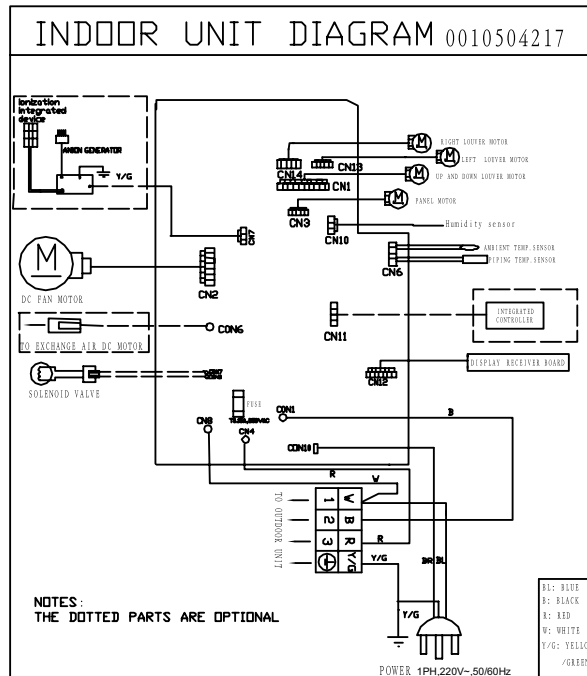 INDOOR UNIT DIAGRAM 0010504217
Ionization
integrated
device
ANION GENERATOR
Y/G
M
RIGHT LOUVER MOTOR
M
LEFT LOUVER MOTOR
M
UP AND DOWN LOUVER MOTOR
M
PANEL MOTOR
CN14
CN13
CN1
CN3
CN10
Humidity sensor
AMBIENT TEMP.SENSOR
PIPING TEMP.SENSOR
CN6
CN7
M
DC FAN MOTOR
CN2
INTEGRATED
CONTROLLER
CN11
TO EXCHANGE AIR DC MOTOR
CON6
DISPLAY RECEIVER BOARD
CN12
SOLENOID VALVE
FUSE
CON1
B
CN8
CN4
CON10
R
W
TO OUTDOOR UNIT
1 W
2 B
3 R
Y/G
R
Y/G
BR BL
Y/G
NOTES:
THE DOTTED PARTS ARE OPTIONAL
POWER 1PH,220V~,50/60Hz
BL: BLUE
B: BLACK
R: RED
W: WHITE
Y/G: YELLO
/GREEN